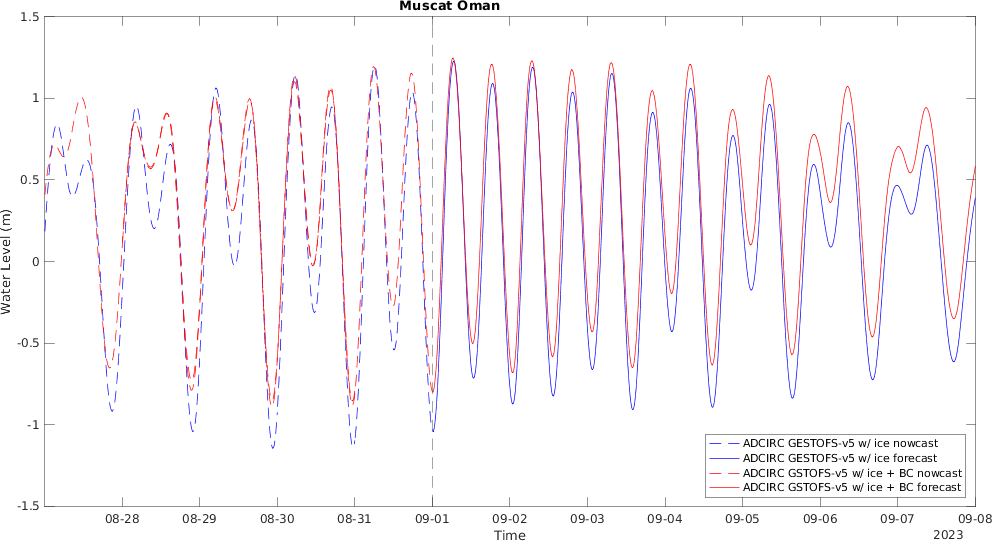 Muscat Oman
1.5
1
0.5
0
-0.5
-1
-1.5
Water Level (m)
ADCIRC GESTOFS-v5 w/ ice nowcast
ADCIRC GESTOFS-v5 w/ ice forecast
ADCIRC GSTOFS-v5 w/ ice + BC nowcast
ADCIRC GSTOFS-v5 w/ ice + BC forecast
08-28 08-29 08-30 08-31 09-01 09-02 09-03 09-04 09-05 09-06 09-07 09-08
Time
2023